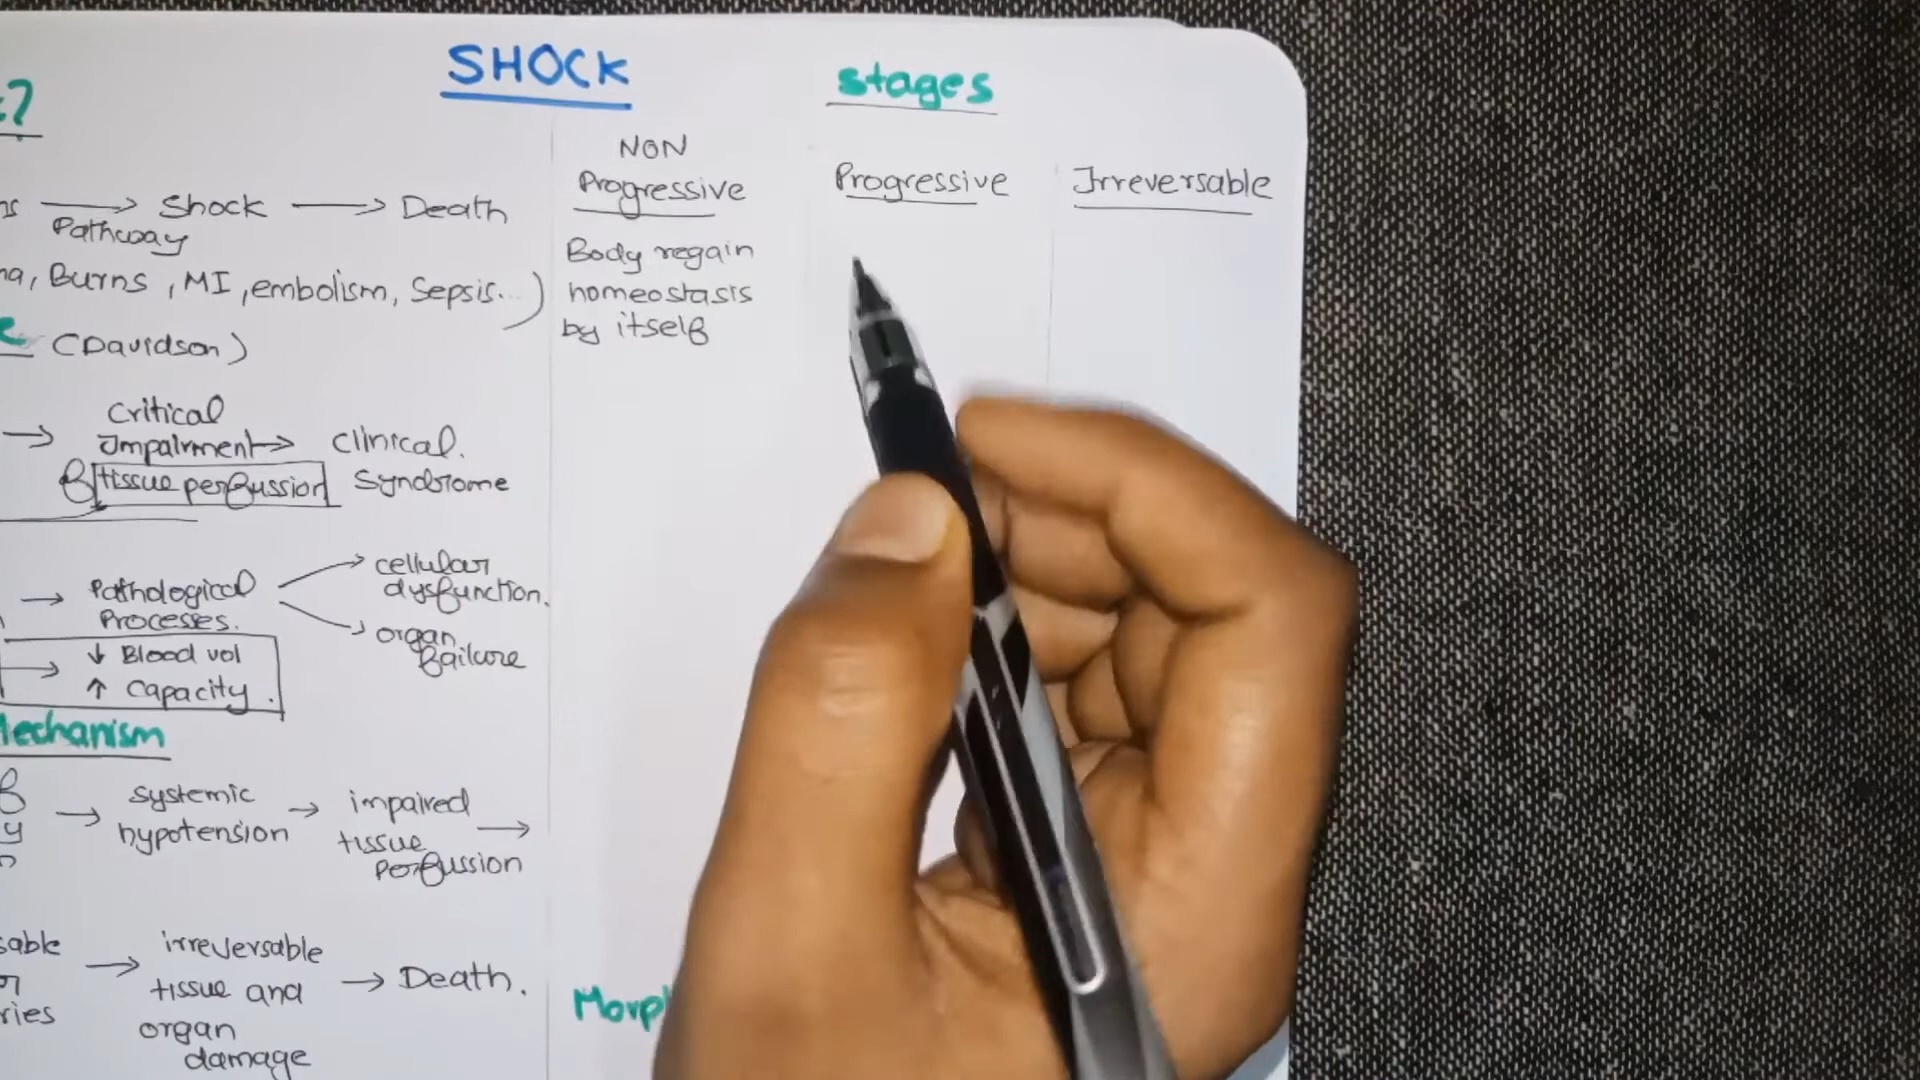 SHOCK
stages
?
Shock
Death
Pathway
, Burns, MI, embolism, Sepsis...)
(Davidson)
Critical
Impairment
Clinical.
tissue perfussion
Syndrome
Pathological
Processes.
cellular
dysfunction.
organ
failure
↓ Blood vol
↑ Capacity.
Mechanism
systemic
hypotension
impaired
tissue
perfussion
irreversable
tissue and
organ
damage
Death.
NON
Progressive
Body regain
homeostasis
by itself
Progressive
Irreversable